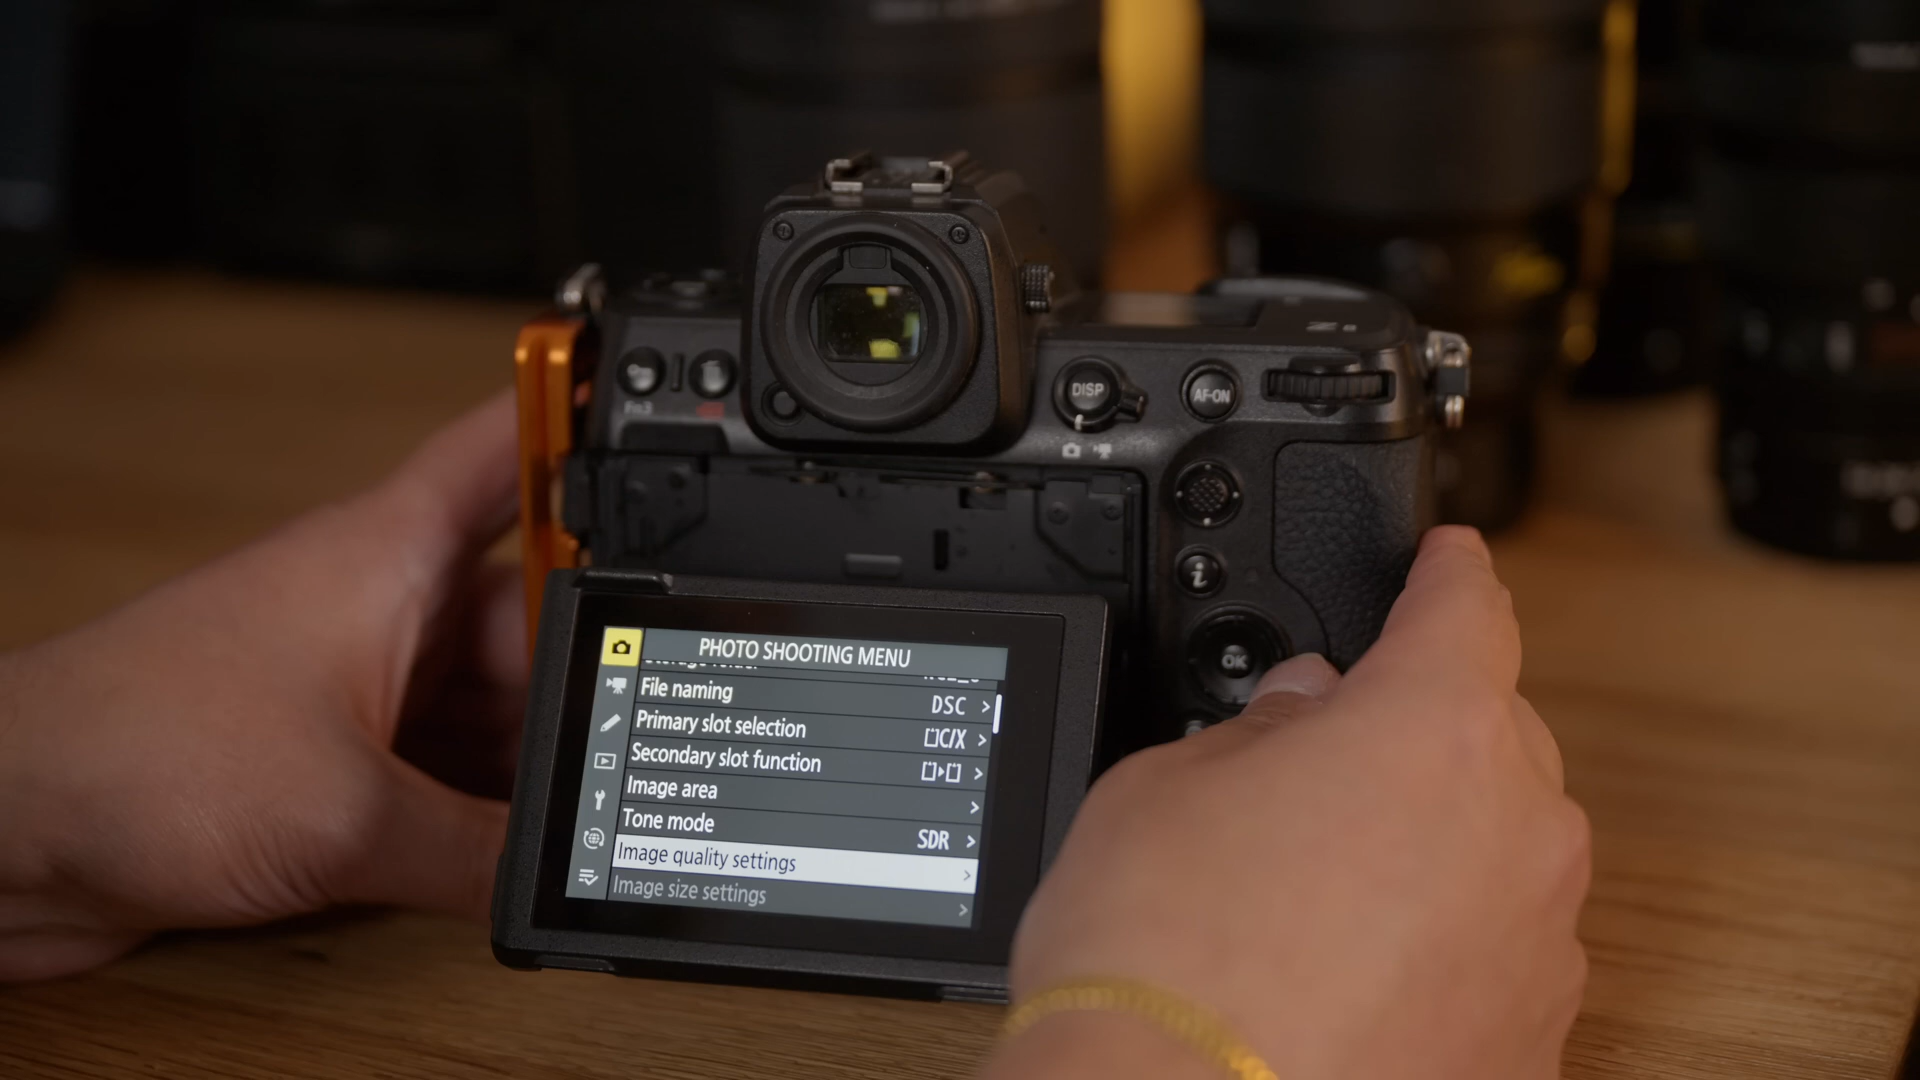 Fn3
DISP
AF-ON
i
OK
PHOTO SHOOTING MENU
File naming DSC >
Primary slot selection C/X >
Secondary slot function >
Image area >
Tone mode SDR >
Image quality settings >
Image size settings >